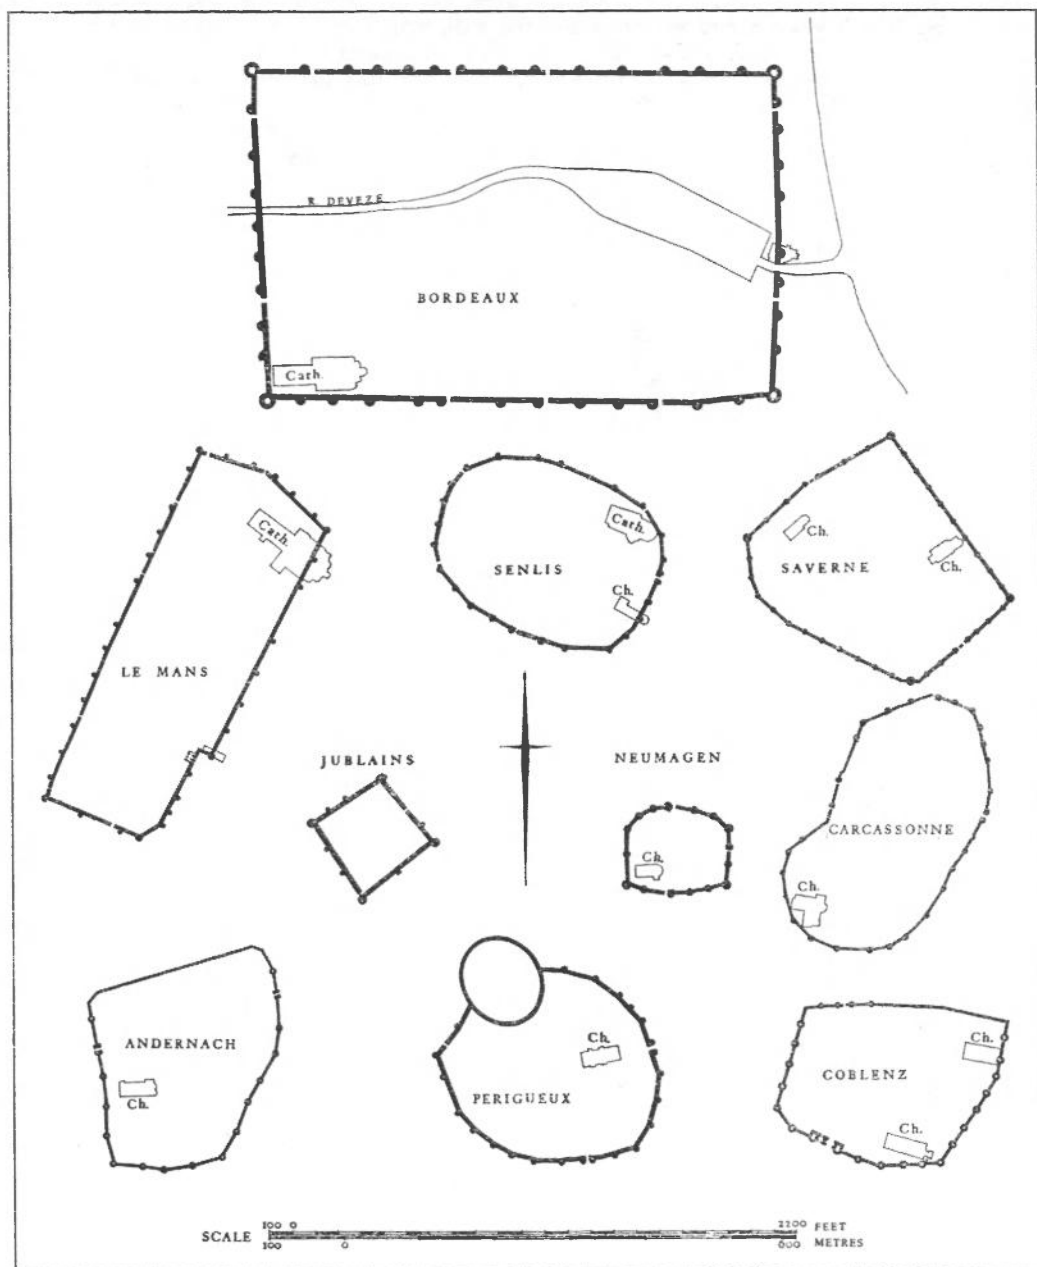 R. DEVEZE
BORDEAUX
Cath.
Cath.
LE MANS
Cath.
SENLIS
Ch.
Ch.
SAVERNE
Ch.
JUBLAINS
NEUMAGEN
Ch.
CARCASSONNE
Ch.
ANDERNACH
Ch.
Ch.
PERIGUEUX
Ch.
COBLENZ
Ch.
SCALE
100 0 2200 FEET
100 0 600 METRES